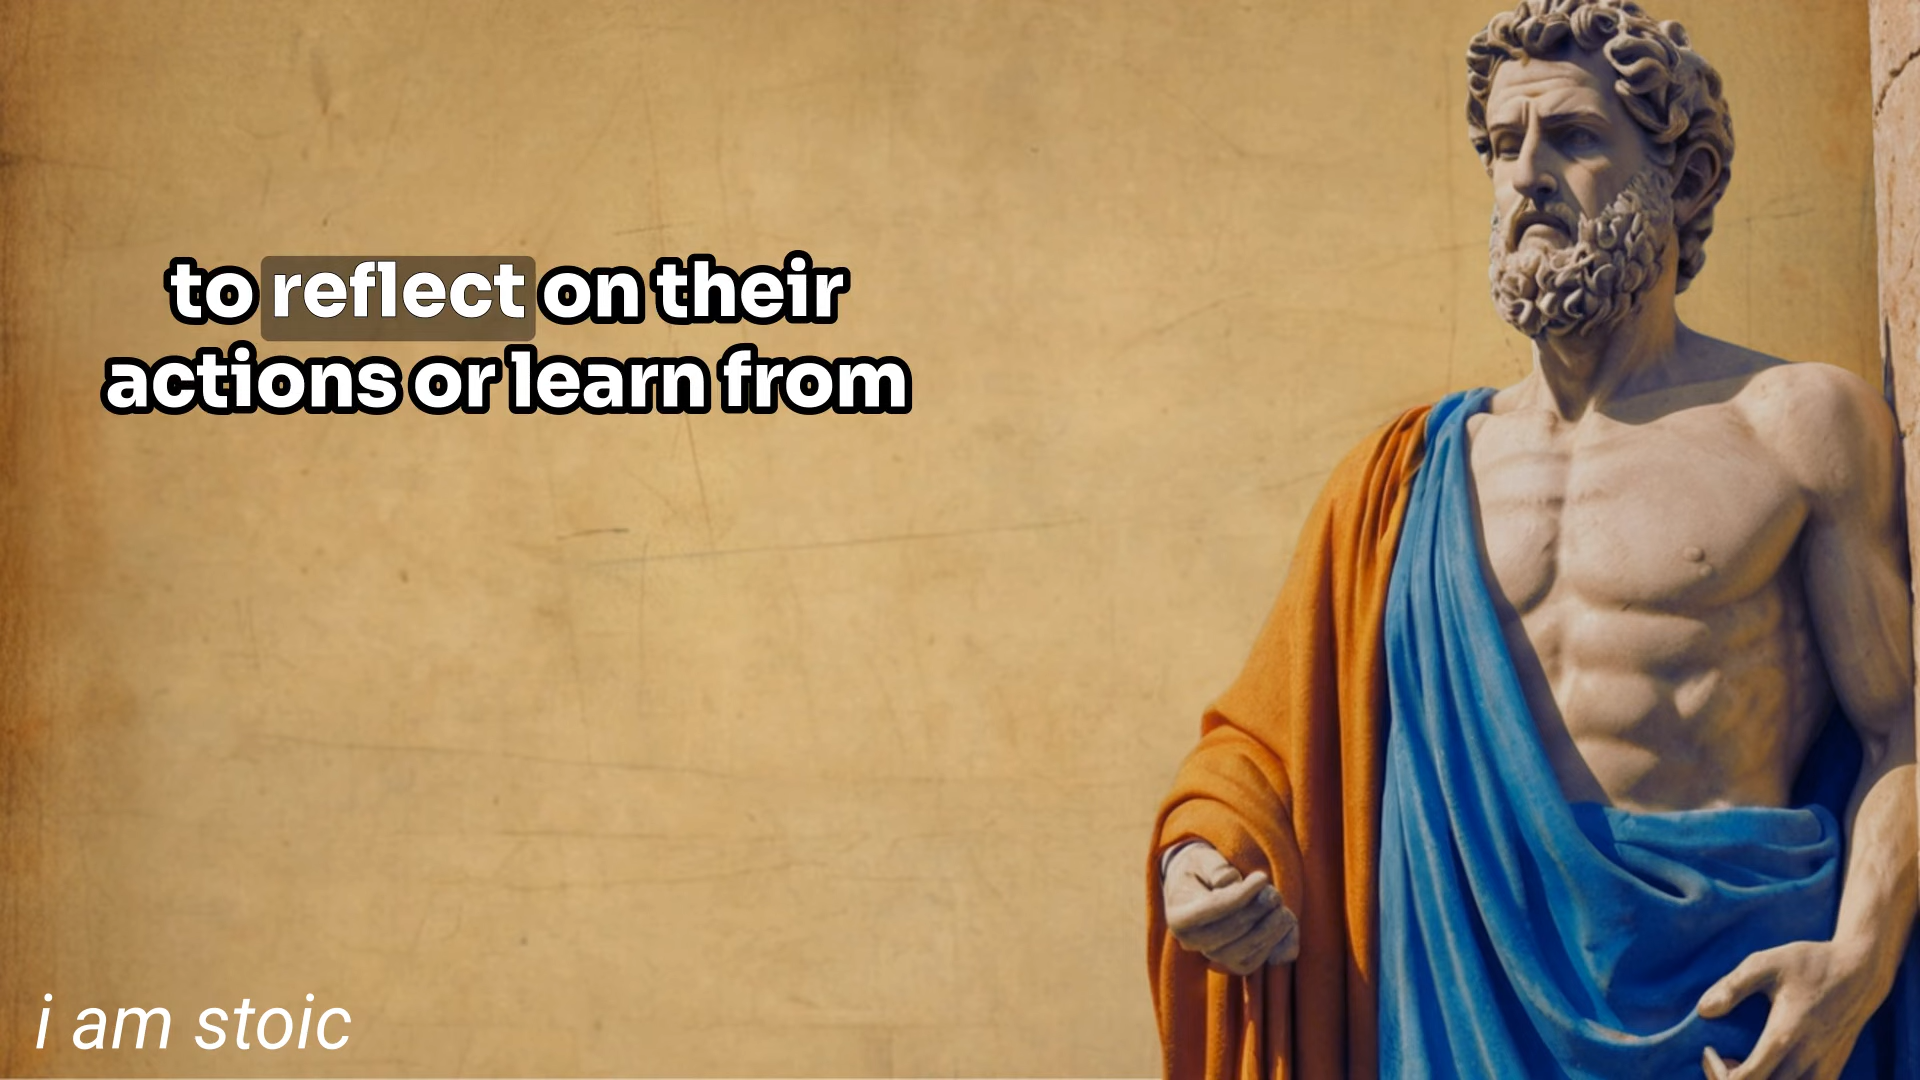 to reflect on their
actions or learn from
i am stoic